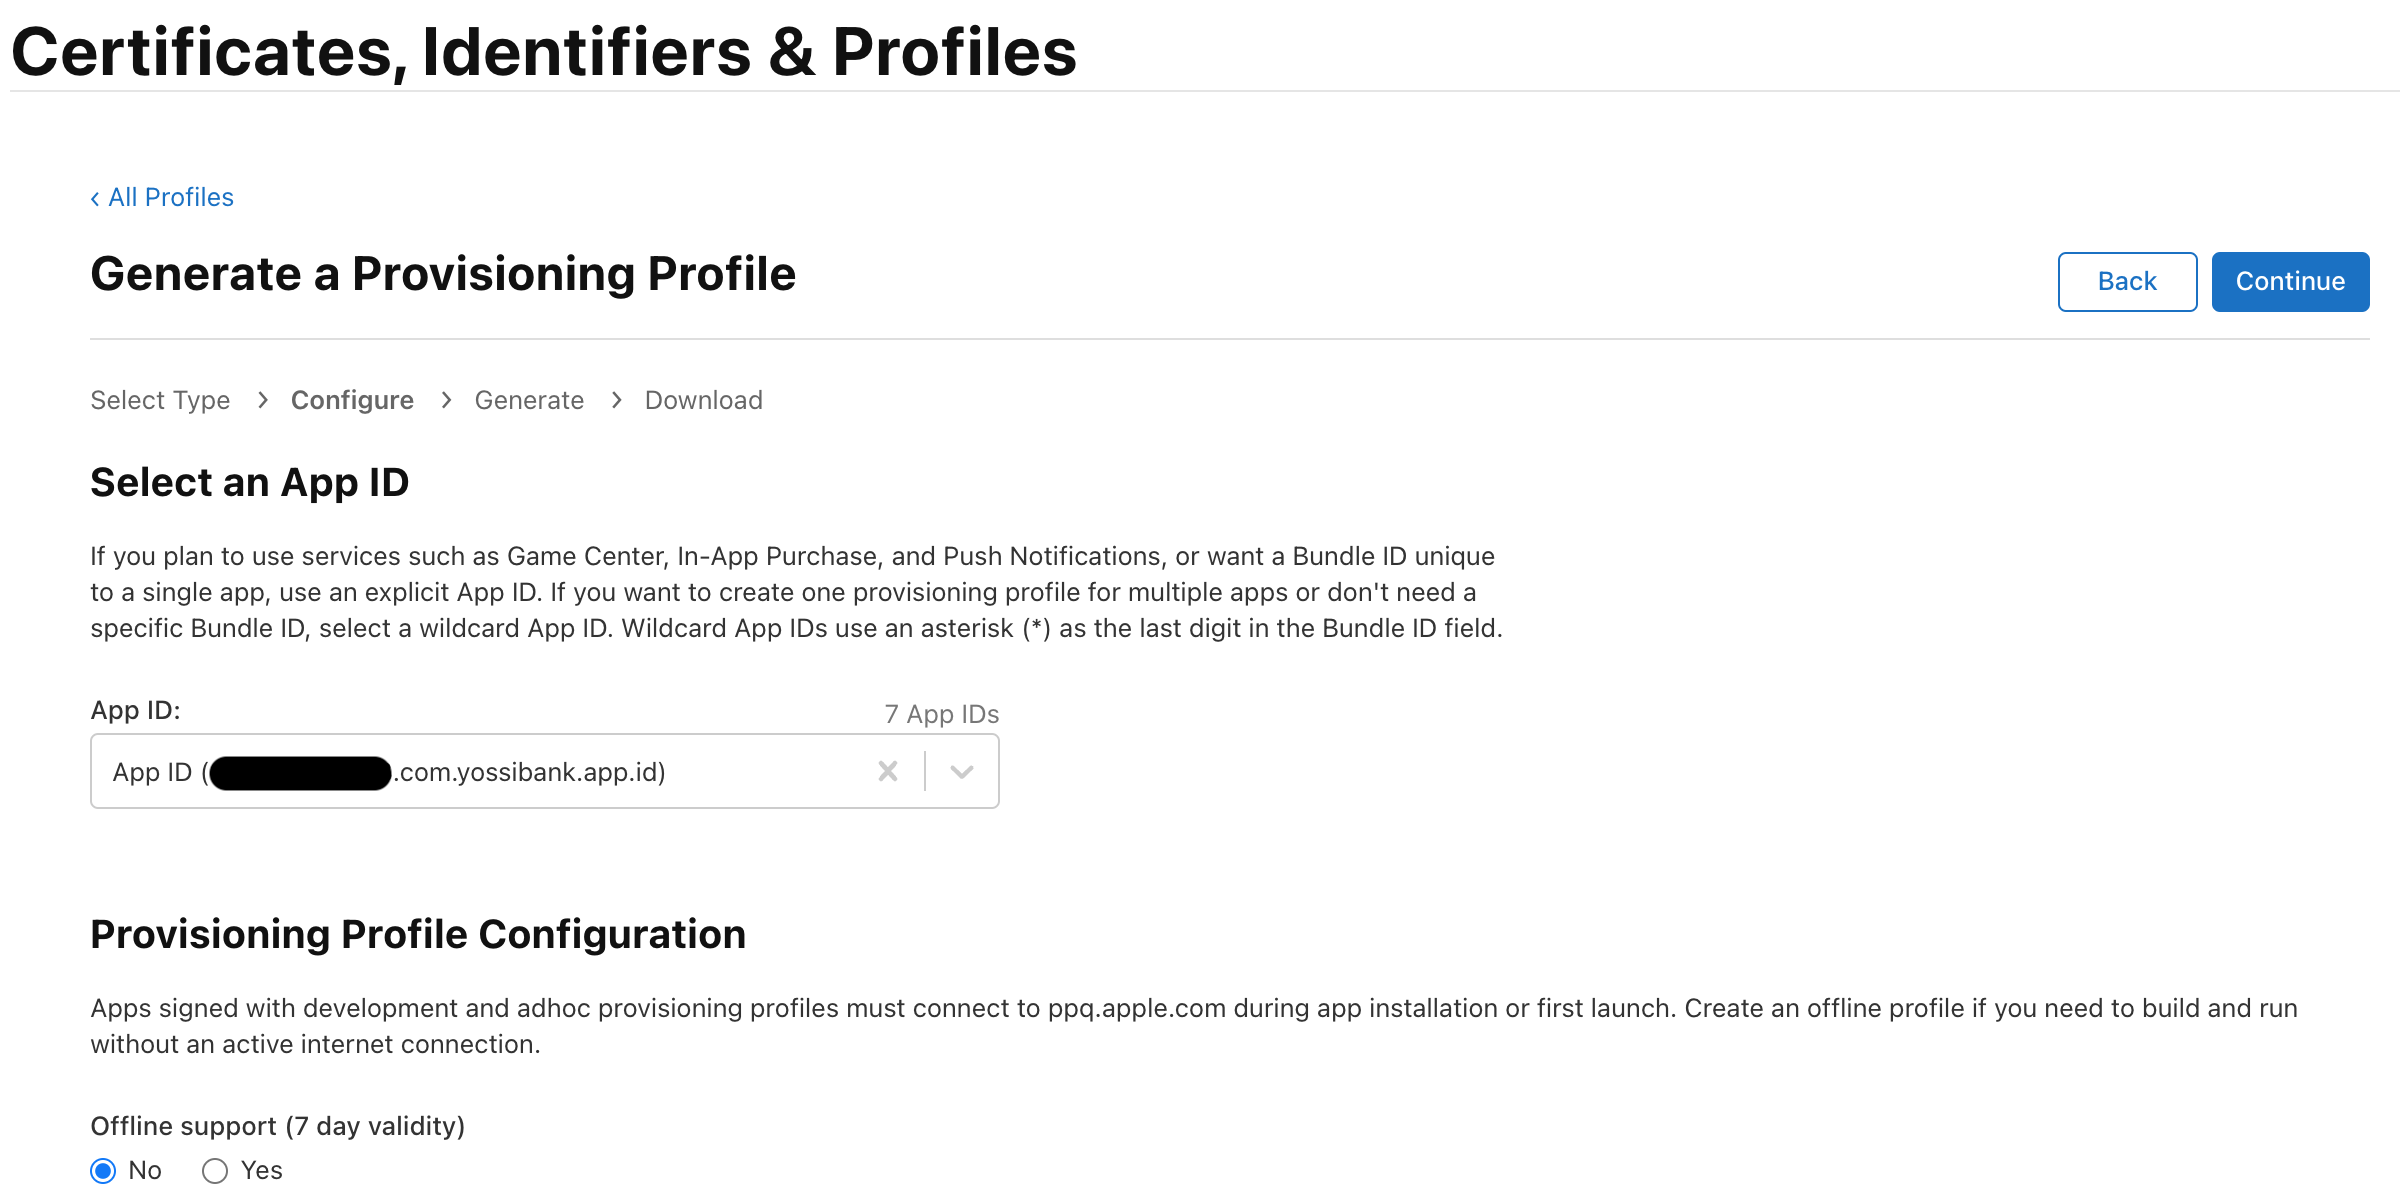 Certificates, Identifiers & Profiles
‹ All Profiles
Generate a Provisioning Profile
Back
Continue
Select Type > Configure > Generate > Download
Select an App ID
If you plan to use services such as Game Center, In-App Purchase, and Push Notifications, or want a Bundle ID unique
to a single app, use an explicit App ID. If you want to create one provisioning profile for multiple apps or don't need a
specific Bundle ID, select a wildcard App ID. Wildcard App IDs use an asterisk (*) as the last digit in the Bundle ID field.
App ID:
7 App IDs
App ID (.com.yossibank.app.id)
Provisioning Profile Configuration
Apps signed with development and adhoc provisioning profiles must connect to ppq.apple.com during app installation or first launch. Create an offline profile if you need to build and run
without an active internet connection.
Offline support (7 day validity)
No
Yes